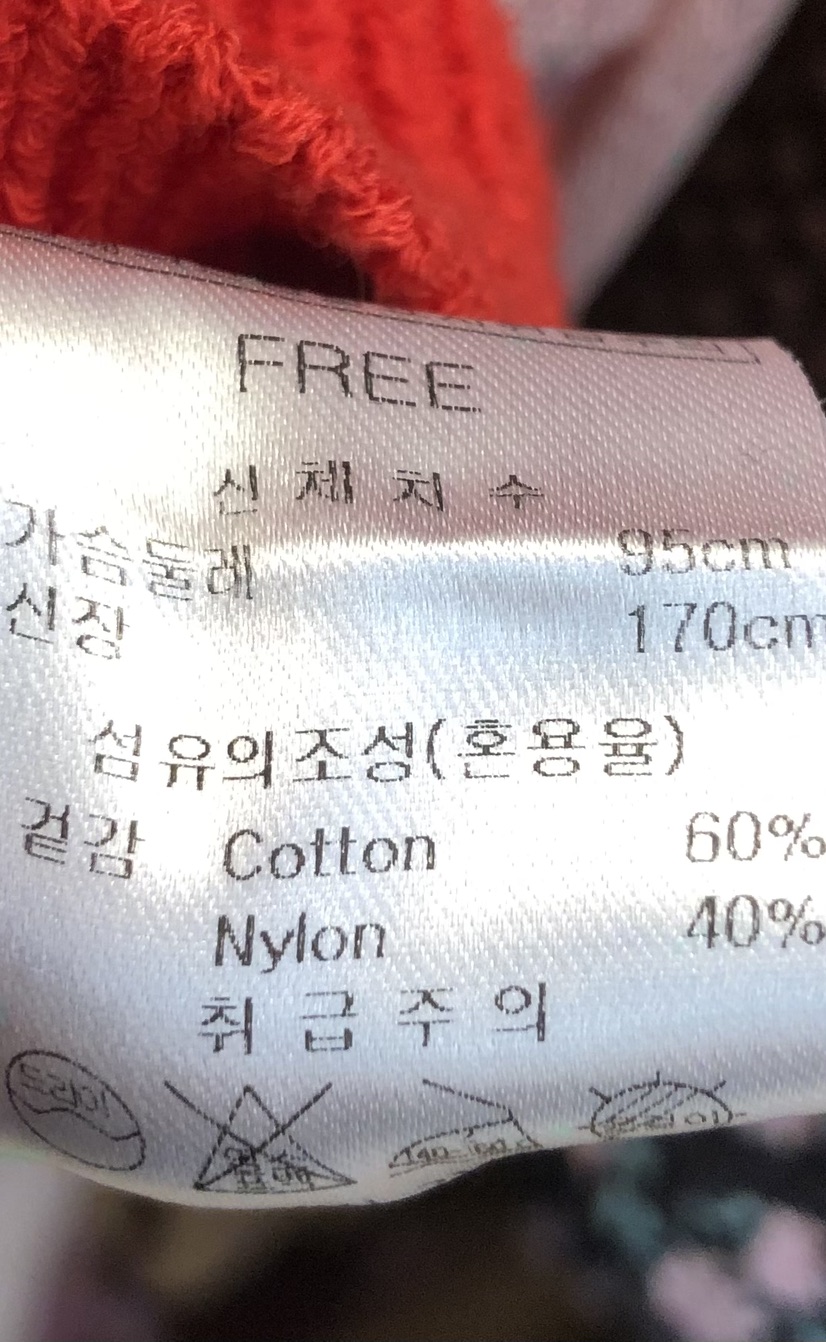 FREE
신 체 치 수
가슴둘레 95cm
신장 170cm
섬유의조성(혼용율)
겉감 Cotton 60%
Nylon 40%
취 급 주 의
드라이